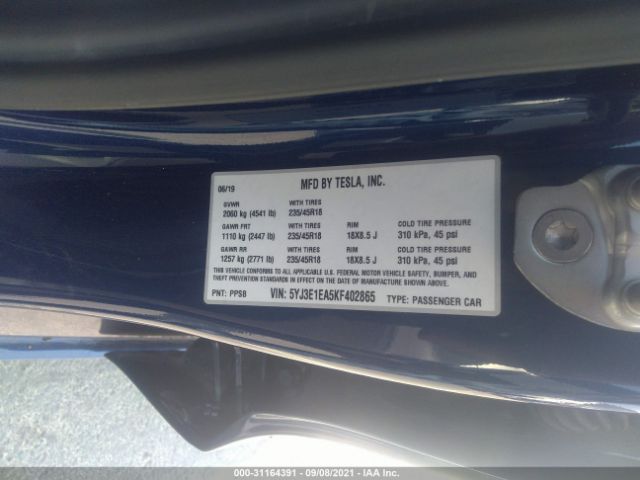 06/19 MFD BY TESLA, INC.
GVWR WITH TIRES
2060 kg (4541 lb) 235/45R18
GAWR FRT WITH TIRES RIM COLD TIRE PRESSURE
1110 kg (2447 lb) 235/45R18 18X8.5 J 310 kPa, 45 psi
GAWR RR WITH TIRES RIM COLD TIRE PRESSURE
1257 kg (2771 lb) 235/45R18 18X8.5 J 310 kPa, 45 psi
THIS VEHICLE CONFORMS TO ALL APPLICABLE U.S. FEDERAL MOTOR VEHICLE SAFETY, BUMPER, AND
THEFT PREVENTION STANDARDS IN EFFECT ON THE DATE OF MANUFACTURE SHOWN ABOVE.
PNT: PPSB VIN: 5YJ3E1EA5KF402865 TYPE: PASSENGER CAR
000-31164391 - 09/08/2021 - IAA Inc.